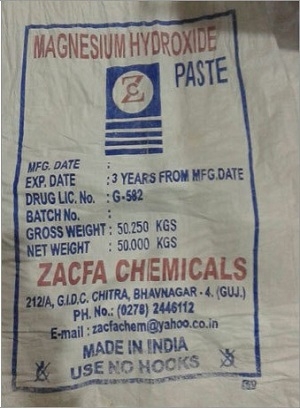 MAGNESIUM HYDROXIDE
PASTE
ZC
MFG. DATE :
EXP. DATE : 3 YEARS FROM MFG.DATE
DRUG LIC. No. : G-582
BATCH No. :
GROSS WEIGHT : 50.250 KGS
NET WEIGHT : 50.000 KGS
ZACFA CHEMICALS
212/A, G.I.D.C. CHITRA, BHAVNAGAR - 4. (GUJ.)
PH. No.: (0278) 2446112
E-mail : zacfachem@yahoo.co.in
MADE IN INDIA
USE NO HOOKS